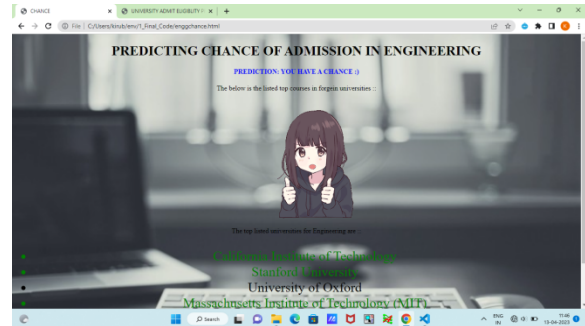 CHANCE
UNIVERSITY ADMIT ELIGIBLITY P
File C:/Users/kirub/env/1_Final_Code/enggchance.html
PREDICTING CHANCE OF ADMISSION IN ENGINEERING
PREDICTION: YOU HAVE A CHANCE :)
The below is the listed top courses in foreign universities ::
The top listed universities for Engineering are ::
California Institute of Technology
Stanford University
University of Oxford
Massachusets Institute of Technology (MIT)
Search
ENG
IN
11:46
13-04-2023